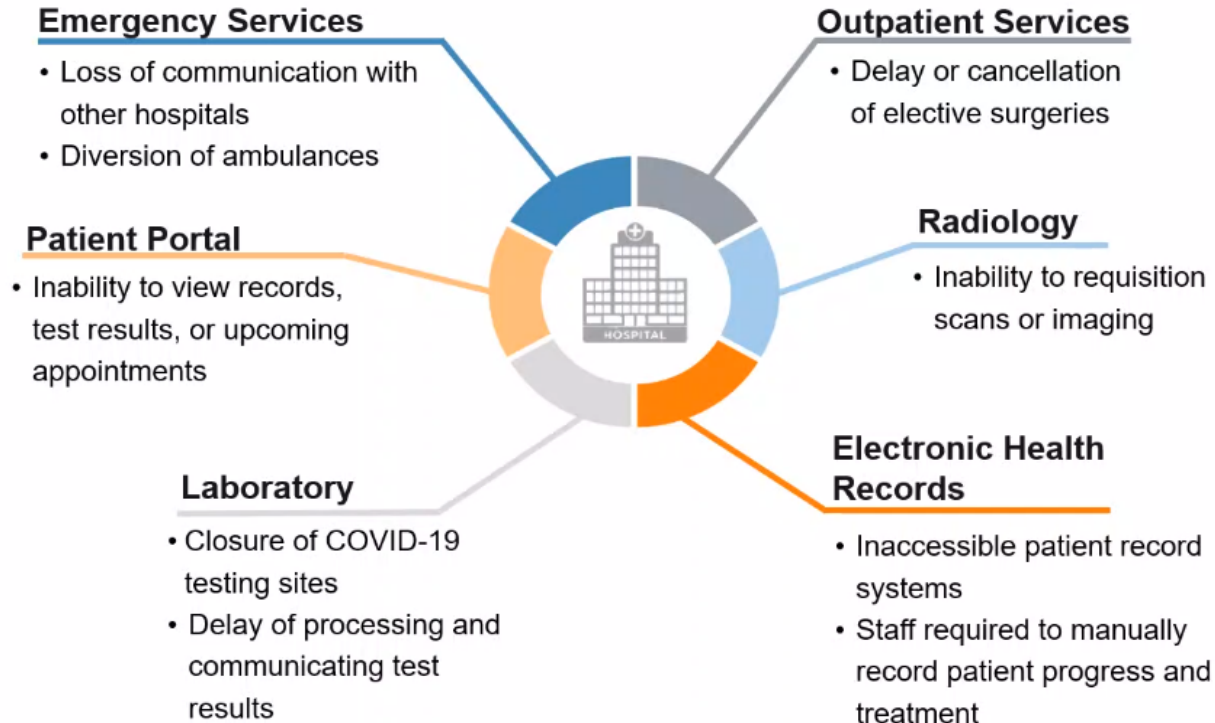 Emergency Services
• Loss of communication with
other hospitals
• Diversion of ambulances
Outpatient Services
• Delay or cancellation
of elective surgeries
Patient Portal
• Inability to view records,
test results, or upcoming
appointments
Radiology
• Inability to requisition
scans or imaging
HOSPITAL
Laboratory
• Closure of COVID-19
testing sites
• Delay of processing and
communicating test
results
Electronic Health
Records
• Inaccessible patient record
systems
• Staff required to manually
record patient progress and
treatment